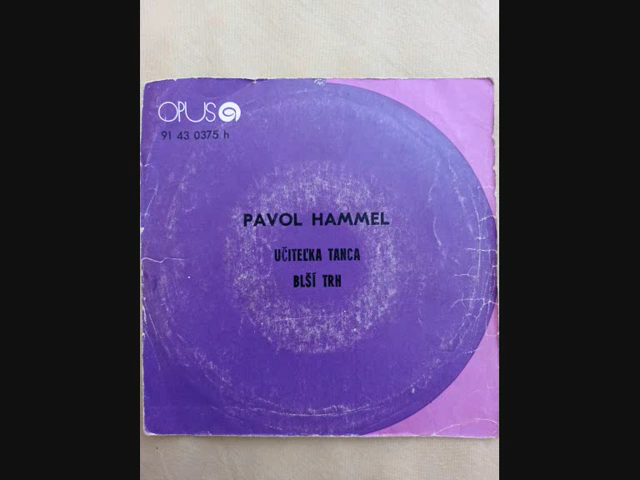 OPUS
91 43 0375 h
PAVOL HAMMEL
UČITEĽKA TANCA
BLŠÍ TRH